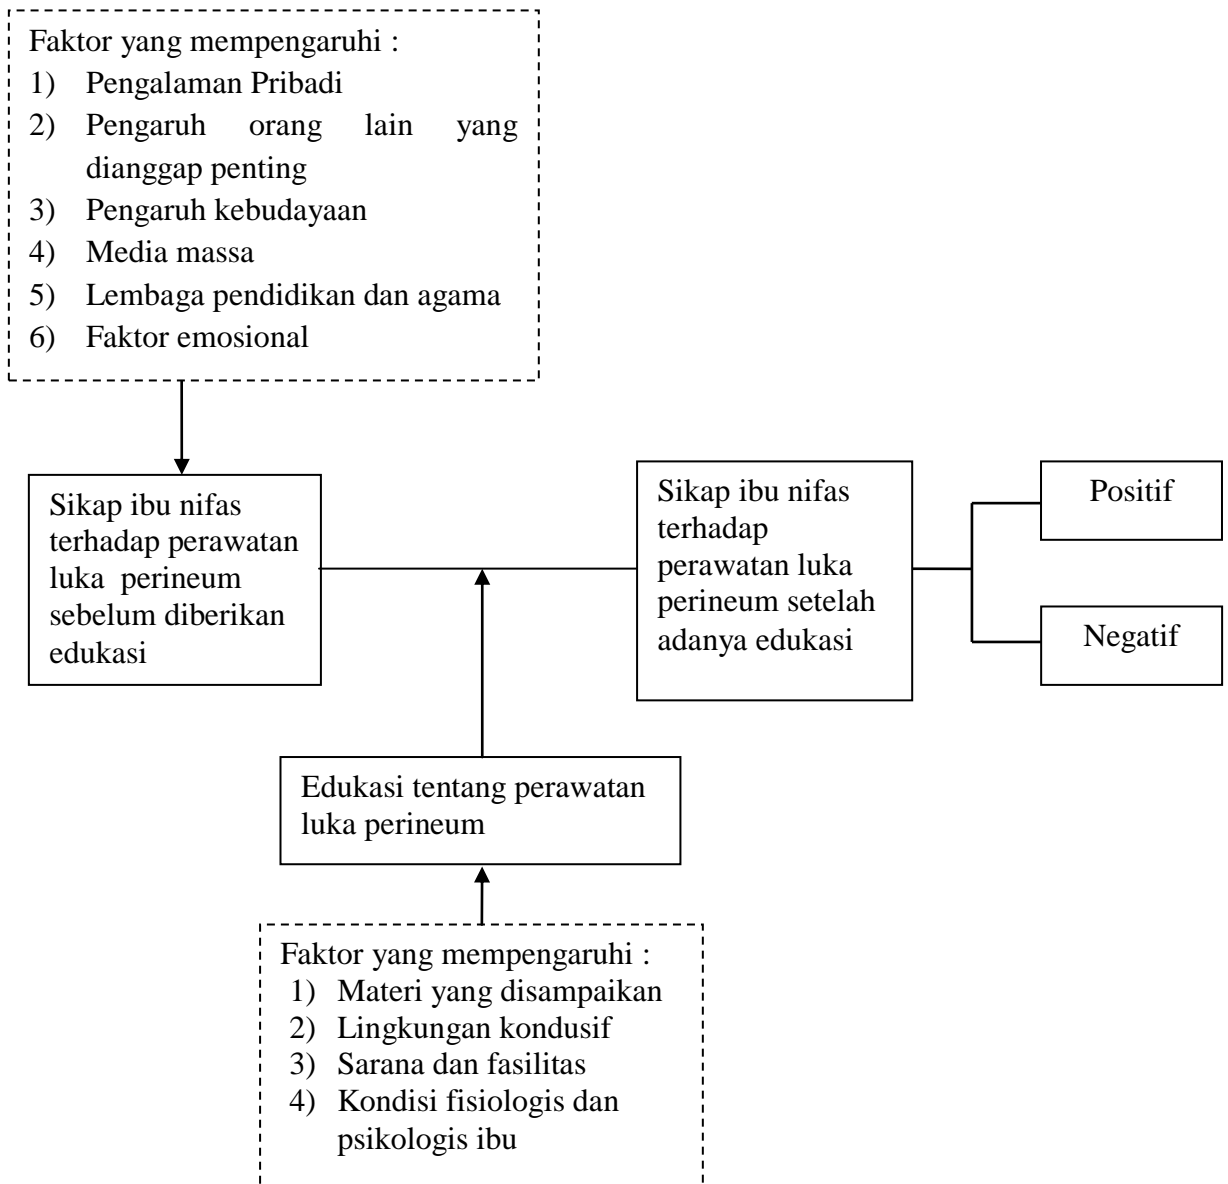 Faktor yang mempengaruhi :
1) Pengalaman Pribadi
2) Pengaruh orang lain yang
dianggap penting
3) Pengaruh kebudayaan
4) Media massa
5) Lembaga pendidikan dan agama
6) Faktor emosional
Sikap ibu nifas
terhadap perawatan
luka perineum
sebelum diberikan
edukasi
Sikap ibu nifas
terhadap
perawatan luka
perineum setelah
adanya edukasi
Positif
Negatif
Edukasi tentang perawatan
luka perineum
Faktor yang mempengaruhi :
1) Materi yang disampaikan
2) Lingkungan kondusif
3) Sarana dan fasilitas
4) Kondisi fisiologis dan
psikologis ibu